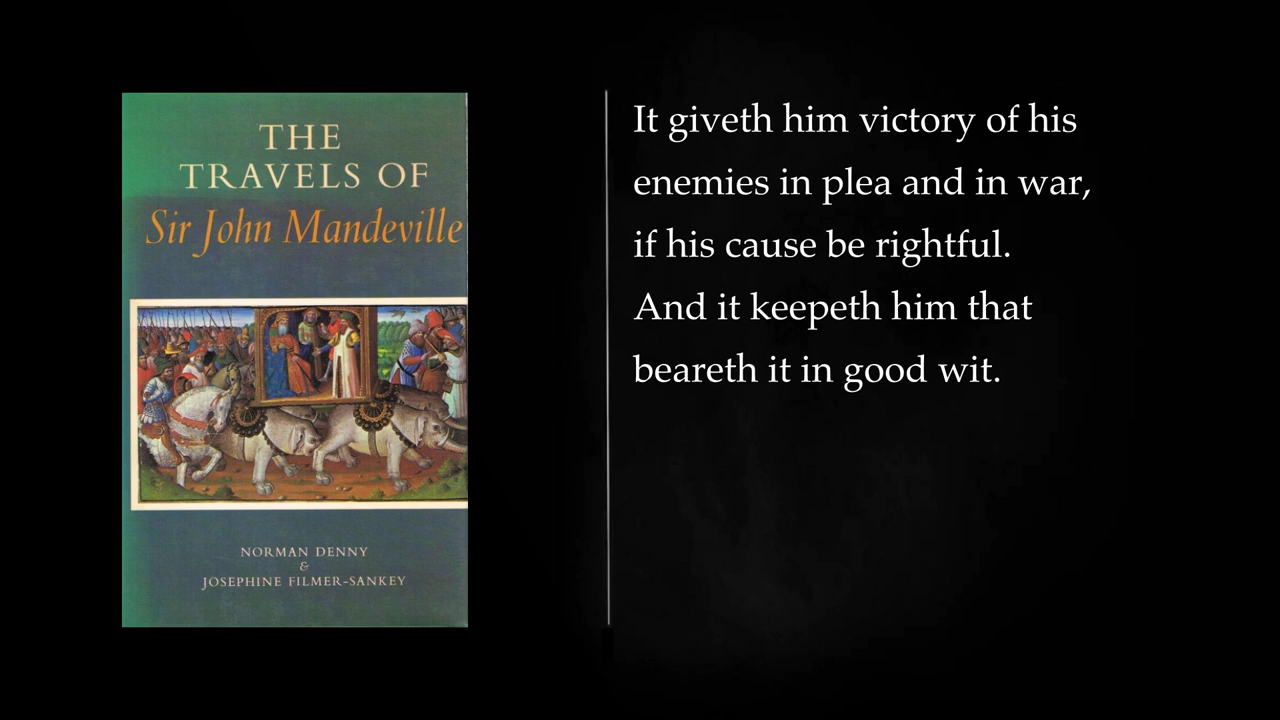 THE
TRAVELS OF
Sir John Mandeville
NORMAN DENNY
&
JOSEPHINE FILMER-SANKEY
It giveth him victory of his
enemies in plea and in war,
if his cause be rightful.
And it keepeth him that
beareth it in good wit.